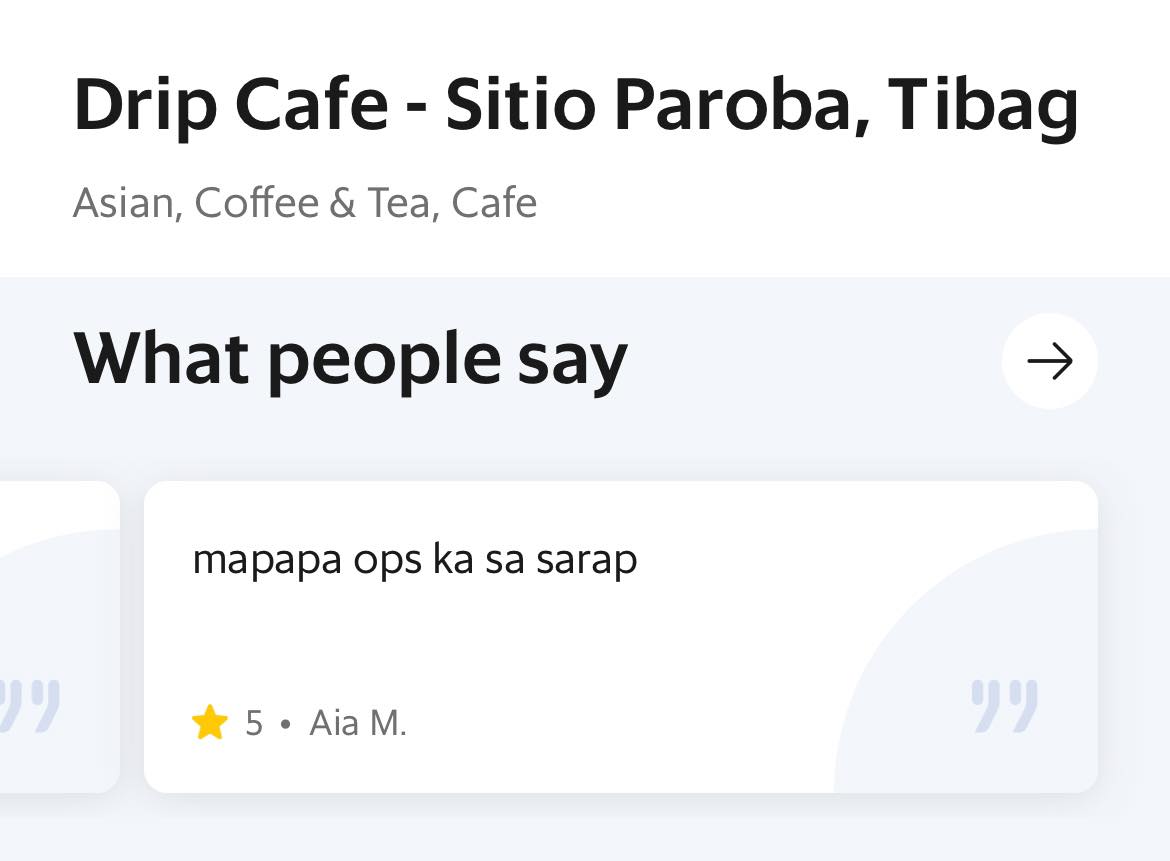 Drip Cafe - Sitio Paroba, Tibag
Asian, Coffee & Tea, Cafe
What people say
mapapa ops ka sa sarap
5 • Aia M.